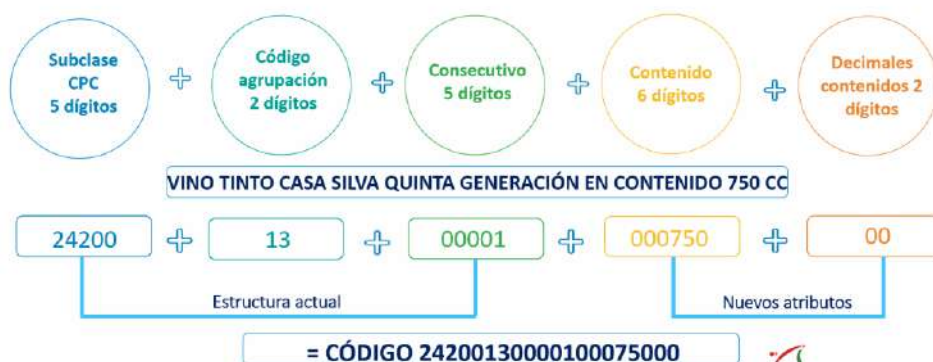 Subclase
CPC
5 dígitos
Código
agrupación
2 dígitos
Consecutivo
5 dígitos
Contenido
6 dígitos
Decimales
contenidos 2
dígitos
VINO TINTO CASA SILVA QUINTA GENERACIÓN EN CONTENIDO 750 CC
24200
13
00001
000750
00
Estructura actual
Nuevos atributos
= CÓDIGO 24200130000100075000